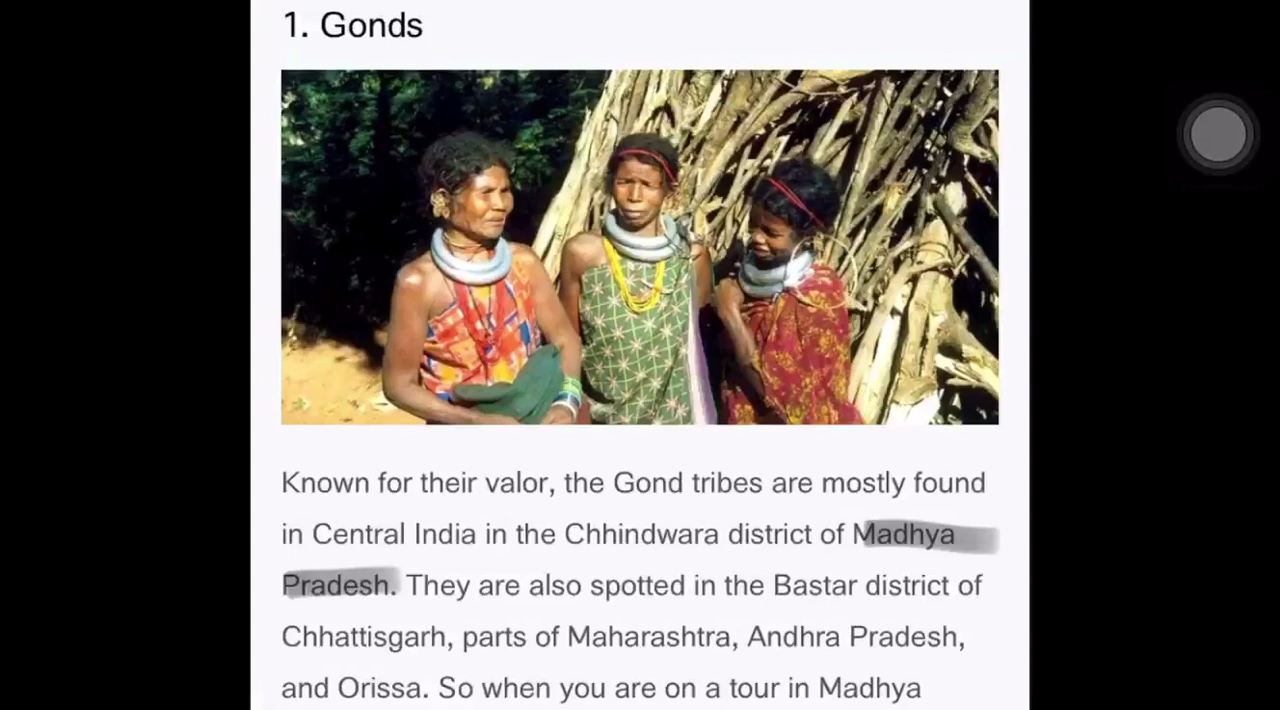 1. Gonds
Known for their valor, the Gond tribes are mostly found
in Central India in the Chhindwara district of Madhya
Pradesh. They are also spotted in the Bastar district of
Chhattisgarh, parts of Maharashtra, Andhra Pradesh,
and Orissa. So when you are on a tour in Madhya